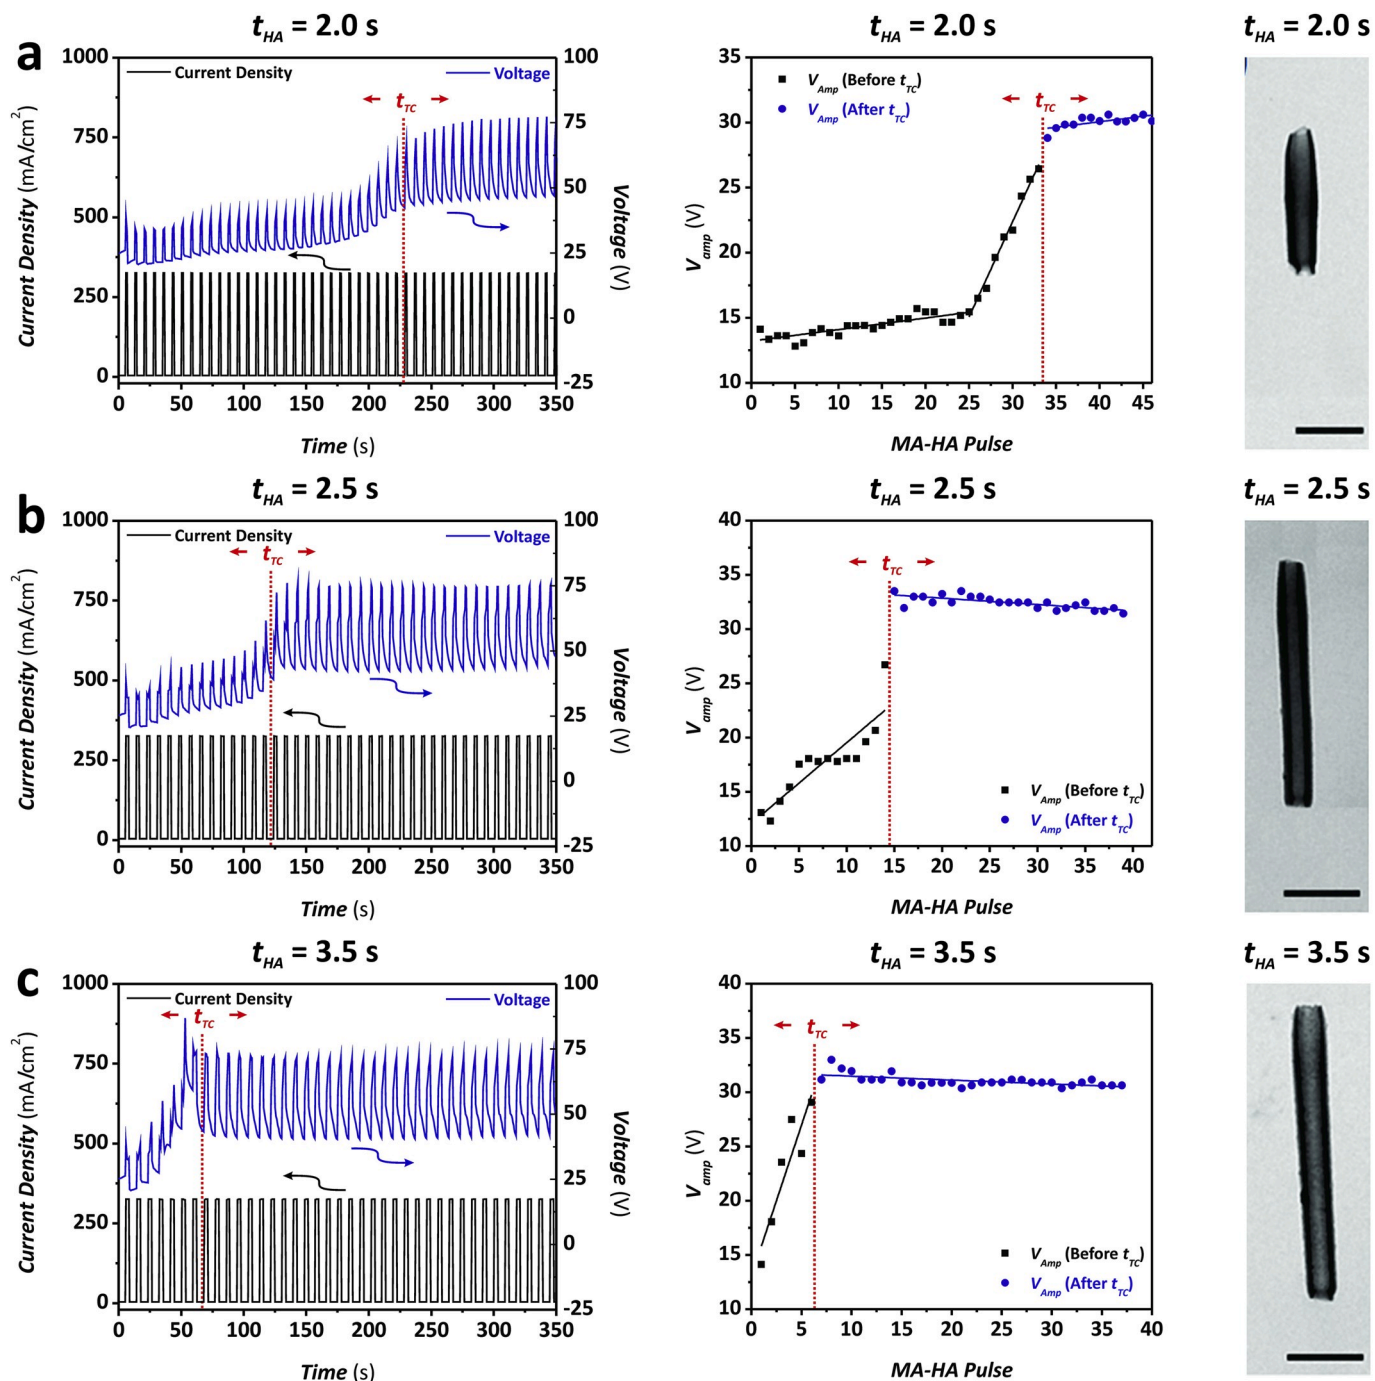 a
t_HA = 2.0 s
t_HA = 2.0 s
t_HA = 2.0 s
Current Density (mA/cm²)
1000
750
500
250
0
Current Density
Voltage
t_TC
100
75
50
25
0
-25
Voltage (V)
0 50 100 150 200 250 300 350
Time (s)
V_amp (V)
35
30
25
20
15
10
V_Amp (Before t_TC)
V_Amp (After t_TC)
t_TC
0 5 10 15 20 25 30 35 40 45
MA-HA Pulse
b
t_HA = 2.5 s
t_HA = 2.5 s
t_HA = 2.5 s
Current Density (mA/cm²)
1000
750
500
250
0
Current Density
Voltage
t_TC
100
75
50
25
0
-25
Voltage (V)
0 50 100 150 200 250 300 350
Time (s)
V_amp (V)
40
35
30
25
20
15
10
t_TC
V_Amp (Before t_TC)
V_Amp (After t_TC)
0 5 10 15 20 25 30 35 40
MA-HA Pulse
c
t_HA = 3.5 s
t_HA = 3.5 s
t_HA = 3.5 s
Current Density (mA/cm²)
1000
750
500
250
0
Current Density
Voltage
t_TC
100
75
50
25
0
-25
Voltage (V)
0 50 100 150 200 250 300 350
Time (s)
V_amp (V)
40
35
30
25
20
15
10
t_TC
V_Amp (Before t_TC)
V_Amp (After t_TC)
0 5 10 15 20 25 30 35 40
MA-HA Pulse